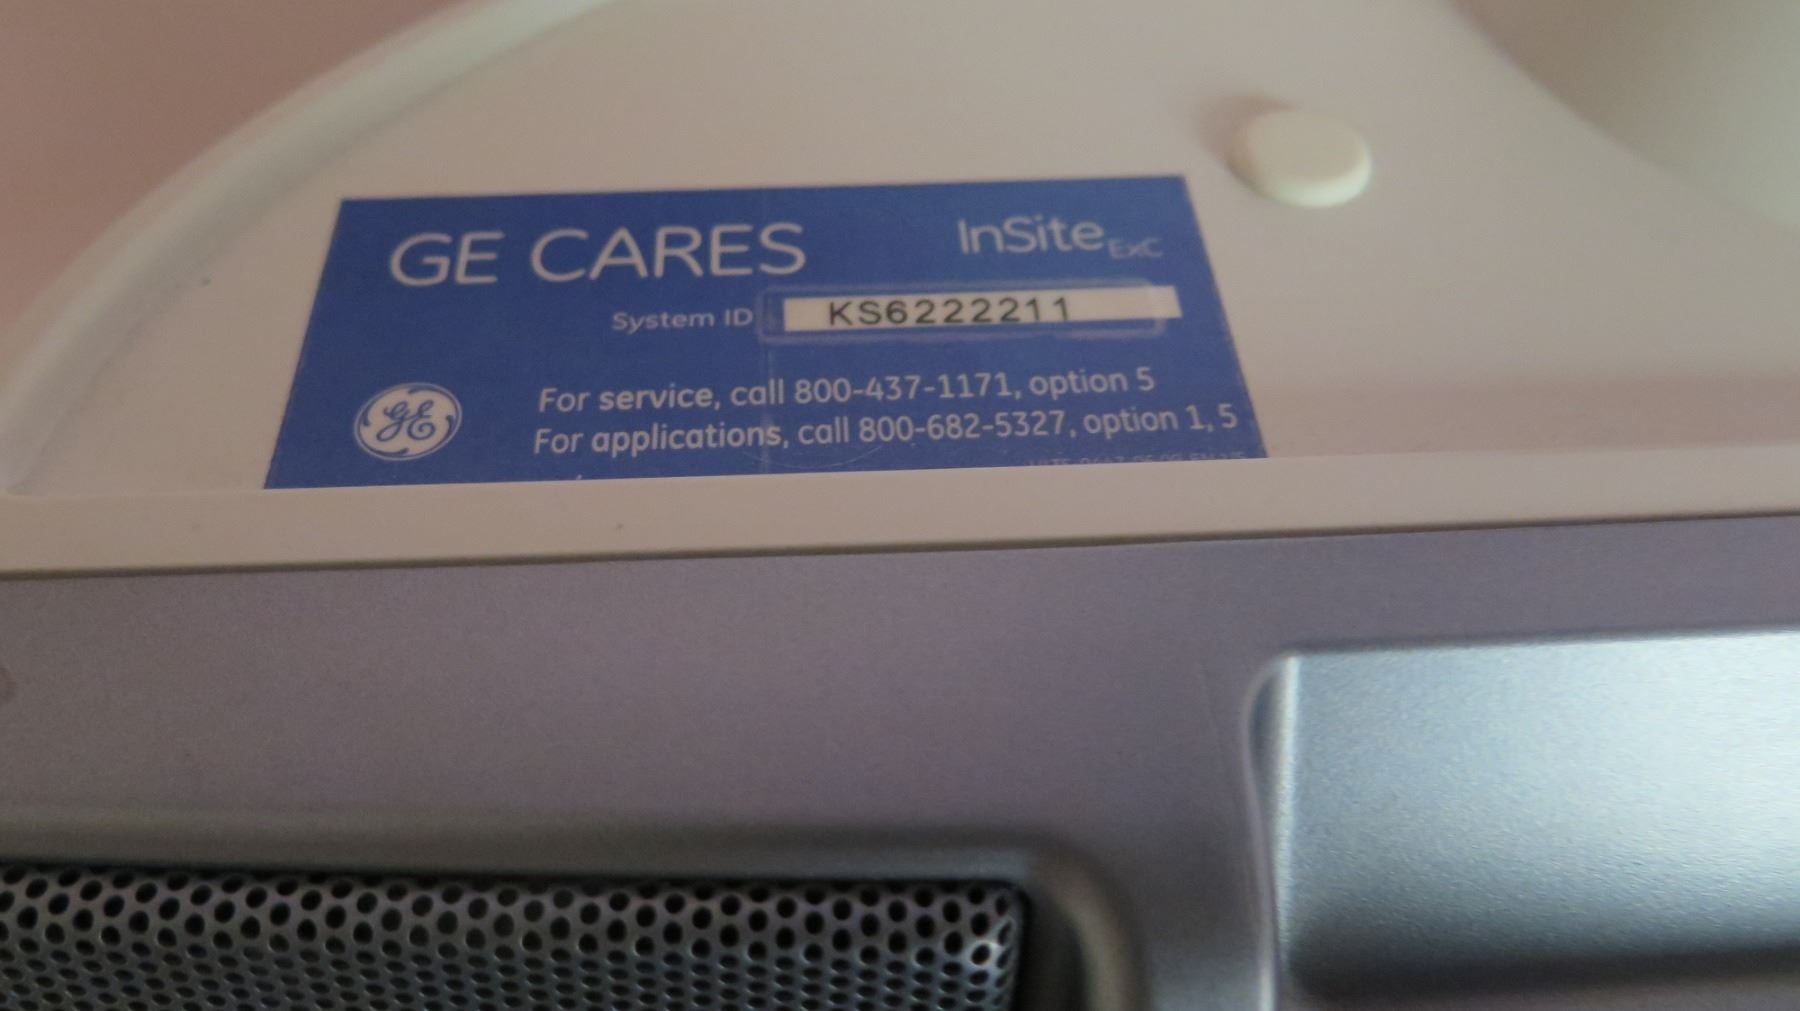 GE CARES InSite ExC
System ID KS6222211
GE
For service, call 800-437-1171, option 5
For applications, call 800-682-5327, option 1, 5